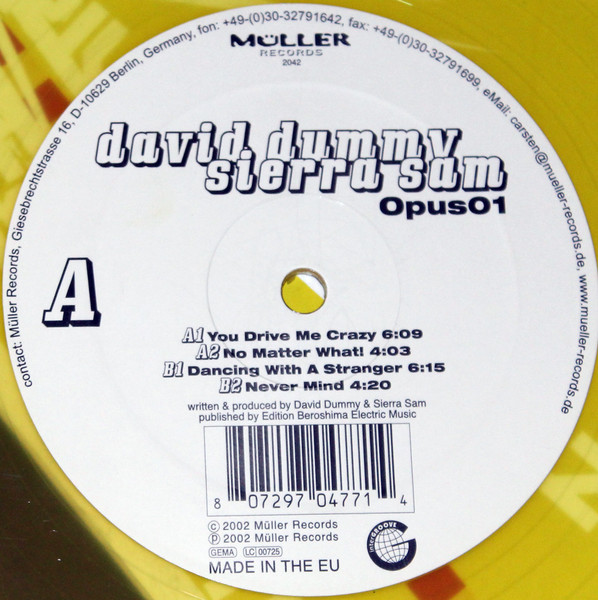 contact: Müller Records, Giesebrechtstrasse 16, D-10629 Berlin, Germany, fon: +49-(0)30-32791642, fax: +49-(0)30-32791699, eMail: carsten@mueller-records.de, www.mueller-records.de
MÜLLER
RECORDS
2042
david dummy
sierra sam
Opus01
A
A1 You Drive Me Crazy 6:09
A2 No Matter What! 4:03
B1 Dancing With A Stranger 6:15
B2 Never Mind 4:20
written & produced by David Dummy & Sierra Sam
published by Edition Beroshima Electric Music
8 07297 04771 4
© 2002 Müller Records
℗ 2002 Müller Records
GEMA LC 00725
MADE IN THE EU
interGROOVE